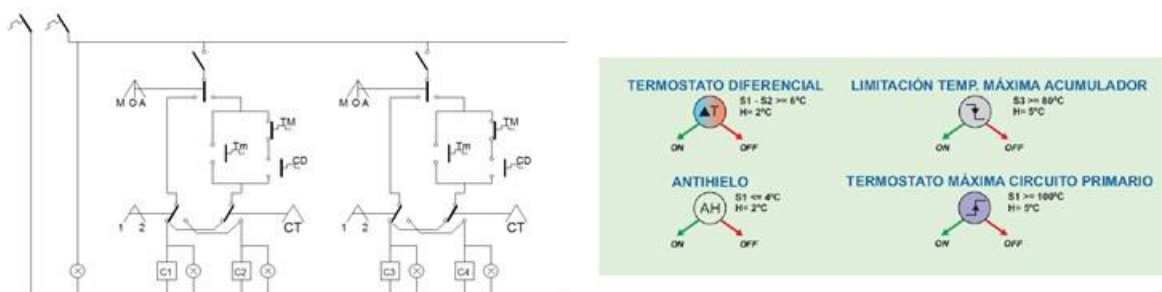 M O A
TM
Tm
CD
1 2
CT
C1
C2
M O A
TM
Tm
CD
1 2
CT
C3
C4
TERMOSTATO DIFERENCIAL
S1 - S2 >= 6ºC
H= 2ºC
ΔT
ON OFF
LIMITACIÓN TEMP. MÁXIMA ACUMULADOR
S3 >= 80ºC
H= 5ºC
ON OFF
ANTIHIELO
S1 <= 4ºC
H= 2ºC
AH
ON OFF
TERMOSTATO MÁXIMA CIRCUITO PRIMARIO
S1 >= 100ºC
H= 5ºC
ON OFF